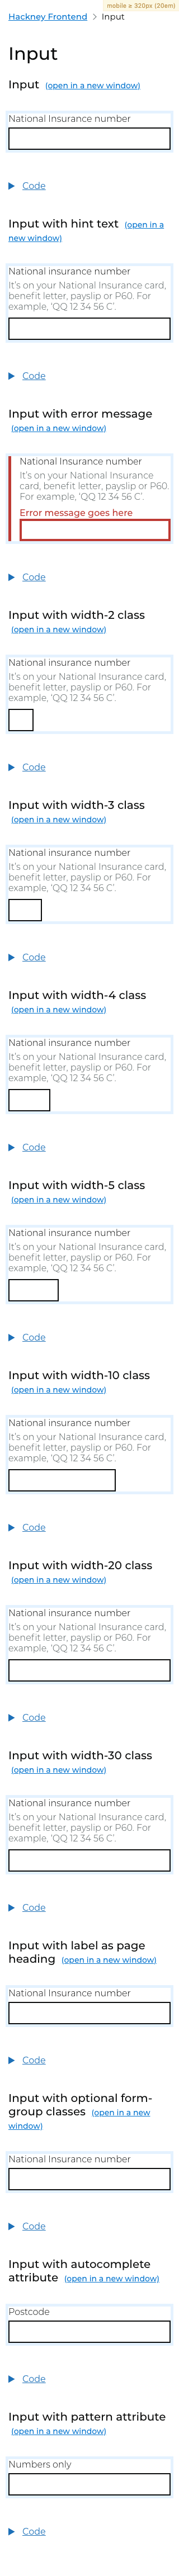 mobile ≥ 320px (20em)
Hackney Frontend > Input
Input
Input (open in a new window)
National Insurance number
Code
Input with hint text (open in a
new window)
National insurance number
It's on your National Insurance card,
benefit letter, payslip or P60. For
example, 'QQ 12 34 56 C'.
Code
Input with error message
(open in a new window)
National Insurance number
It's on your National Insurance
card, benefit letter, payslip or P60.
For example, 'QQ 12 34 56 C'.
Error message goes here
Code
Input with width-2 class
(open in a new window)
National insurance number
It's on your National Insurance card,
benefit letter, payslip or P60. For
example, 'QQ 12 34 56 C'.
Code
Input with width-3 class
(open in a new window)
National insurance number
It's on your National Insurance card,
benefit letter, payslip or P60. For
example, 'QQ 12 34 56 C'.
Code
Input with width-4 class
(open in a new window)
National insurance number
It's on your National Insurance card,
benefit letter, payslip or P60. For
example, 'QQ 12 34 56 C'.
Code
Input with width-5 class
(open in a new window)
National insurance number
It's on your National Insurance card,
benefit letter, payslip or P60. For
example, 'QQ 12 34 56 C'.
Code
Input with width-10 class
(open in a new window)
National insurance number
It's on your National Insurance card,
benefit letter, payslip or P60. For
example, 'QQ 12 34 56 C'.
Code
Input with width-20 class
(open in a new window)
National insurance number
It's on your National Insurance card,
benefit letter, payslip or P60. For
example, 'QQ 12 34 56 C'.
Code
Input with width-30 class
(open in a new window)
National insurance number
It's on your National Insurance card,
benefit letter, payslip or P60. For
example, 'QQ 12 34 56 C'.
Code
Input with label as page
heading (open in a new window)
National Insurance number
Code
Input with optional form-
group classes (open in a new
window)
National Insurance number
Code
Input with autocomplete
attribute (open in a new window)
Postcode
Code
Input with pattern attribute
(open in a new window)
Numbers only
Code